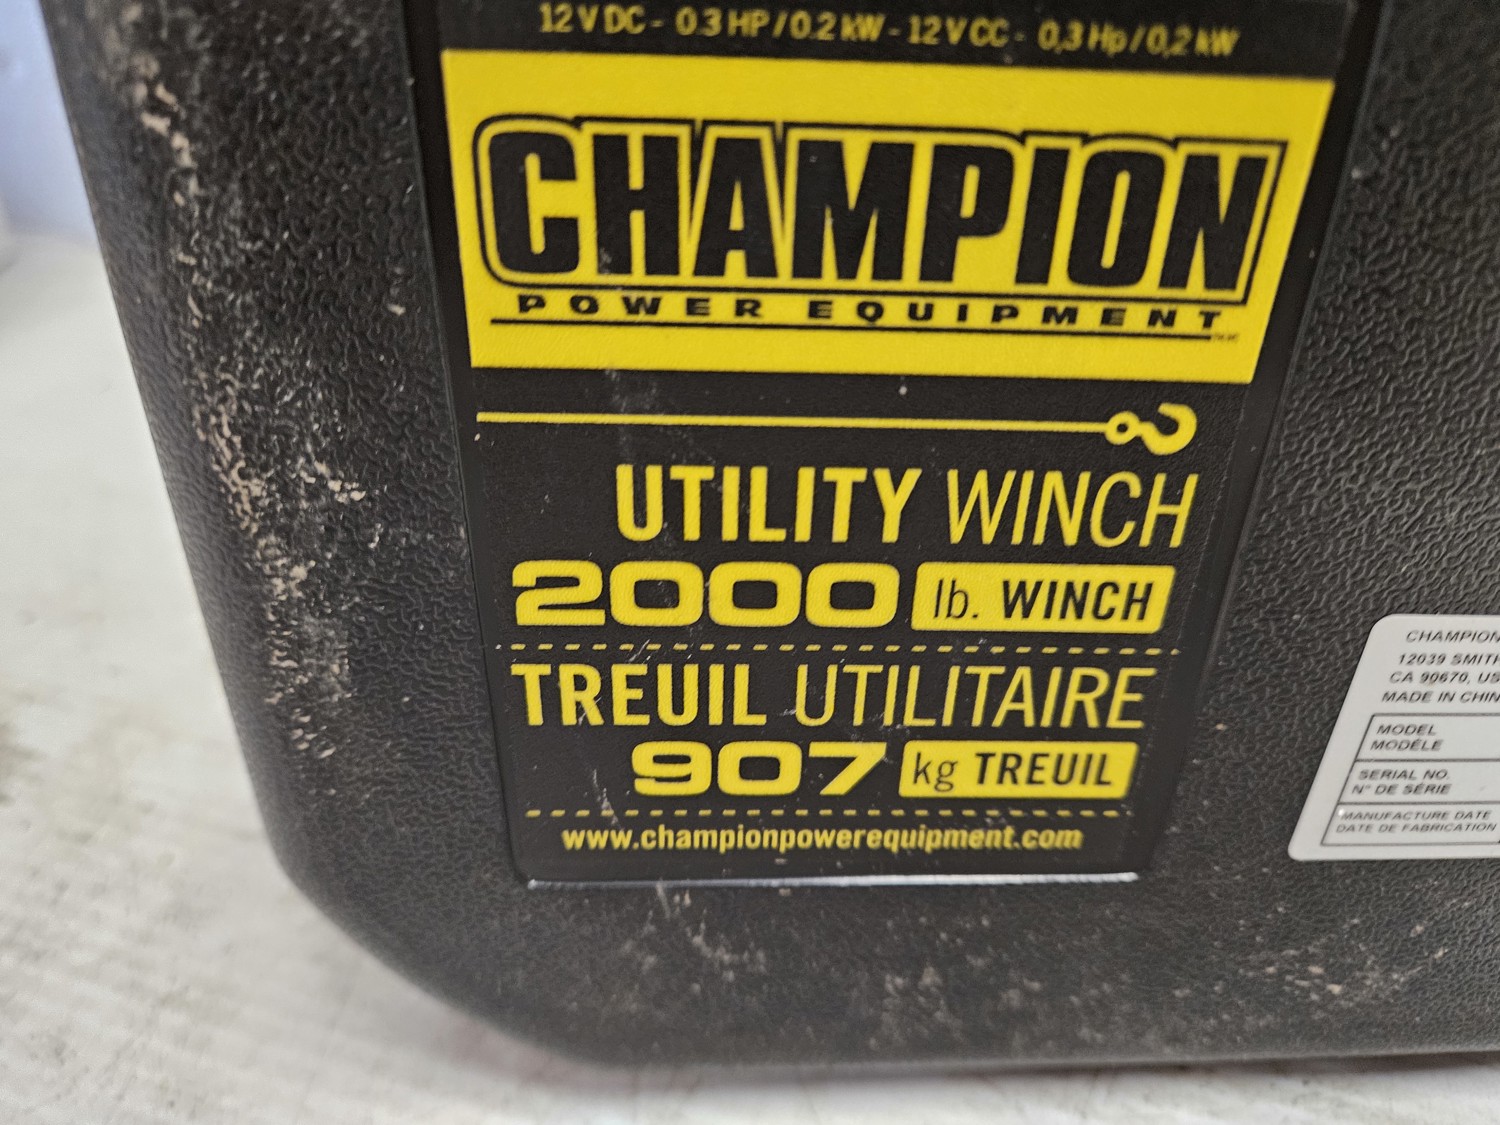 12 V DC - 0.3 HP / 0.2 kW - 12 V CC - 0,3 Hp / 0,2 kW
CHAMPION
POWER EQUIPMENT
UTILITY WINCH
2000 lb. WINCH
TREUIL UTILITAIRE
907 kg TREUIL
www.championpowerequipment.com
CHAMPION
12039 SMITH
CA 90670, US
MADE IN CHIN
MODEL
MODÈLE
SERIAL NO.
N° DE SÉRIE
MANUFACTURE DATE
DATE DE FABRICATION